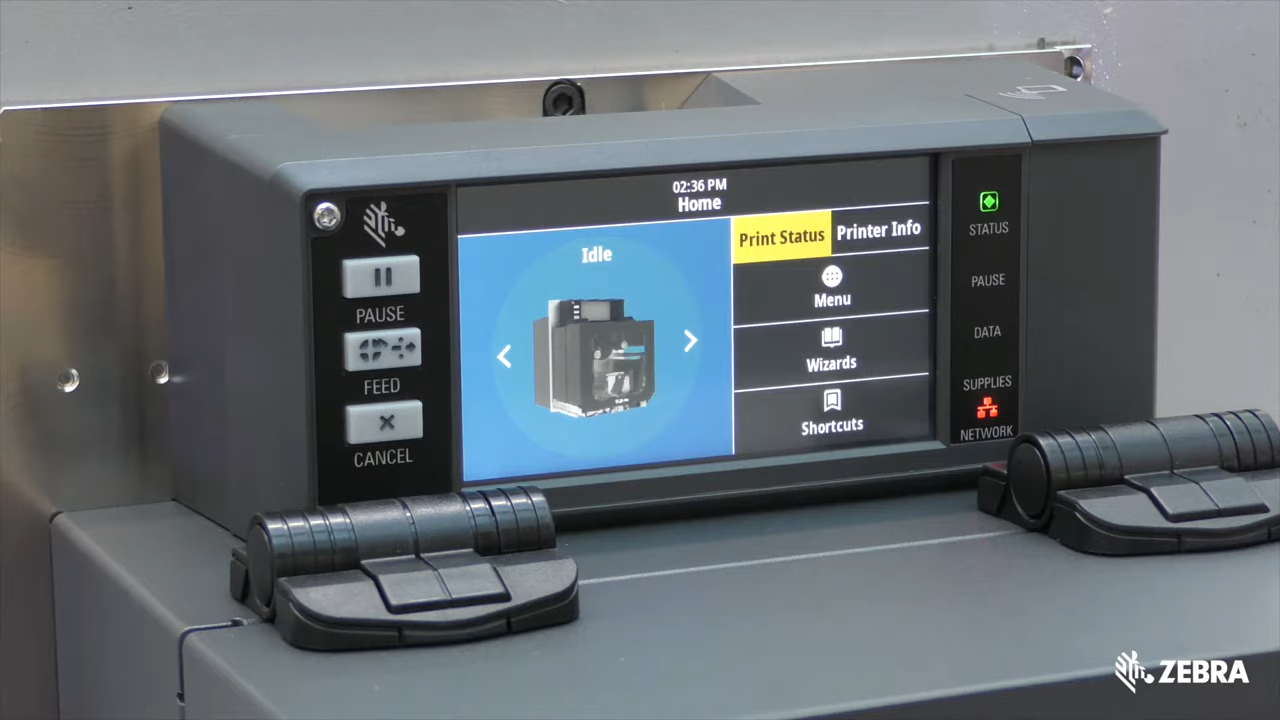 02:36 PM
Home
Idle
Print Status
Printer Info
Menu
Wizards
Shortcuts
PAUSE
FEED
CANCEL
STATUS
PAUSE
DATA
SUPPLIES
NETWORK
ZEBRA